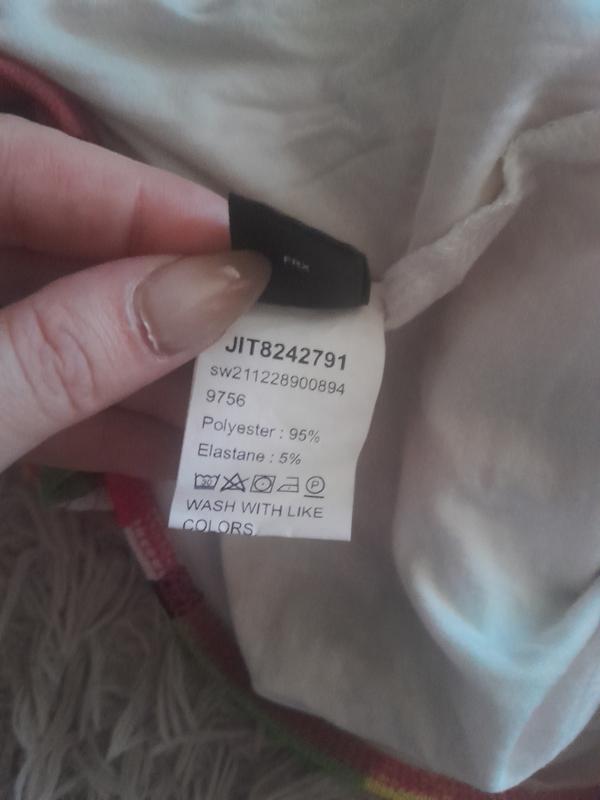 JIT8242791
sw211228900894
9756
Polyester : 95%
Elastane : 5%
WASH WITH LIKE
COLORS.